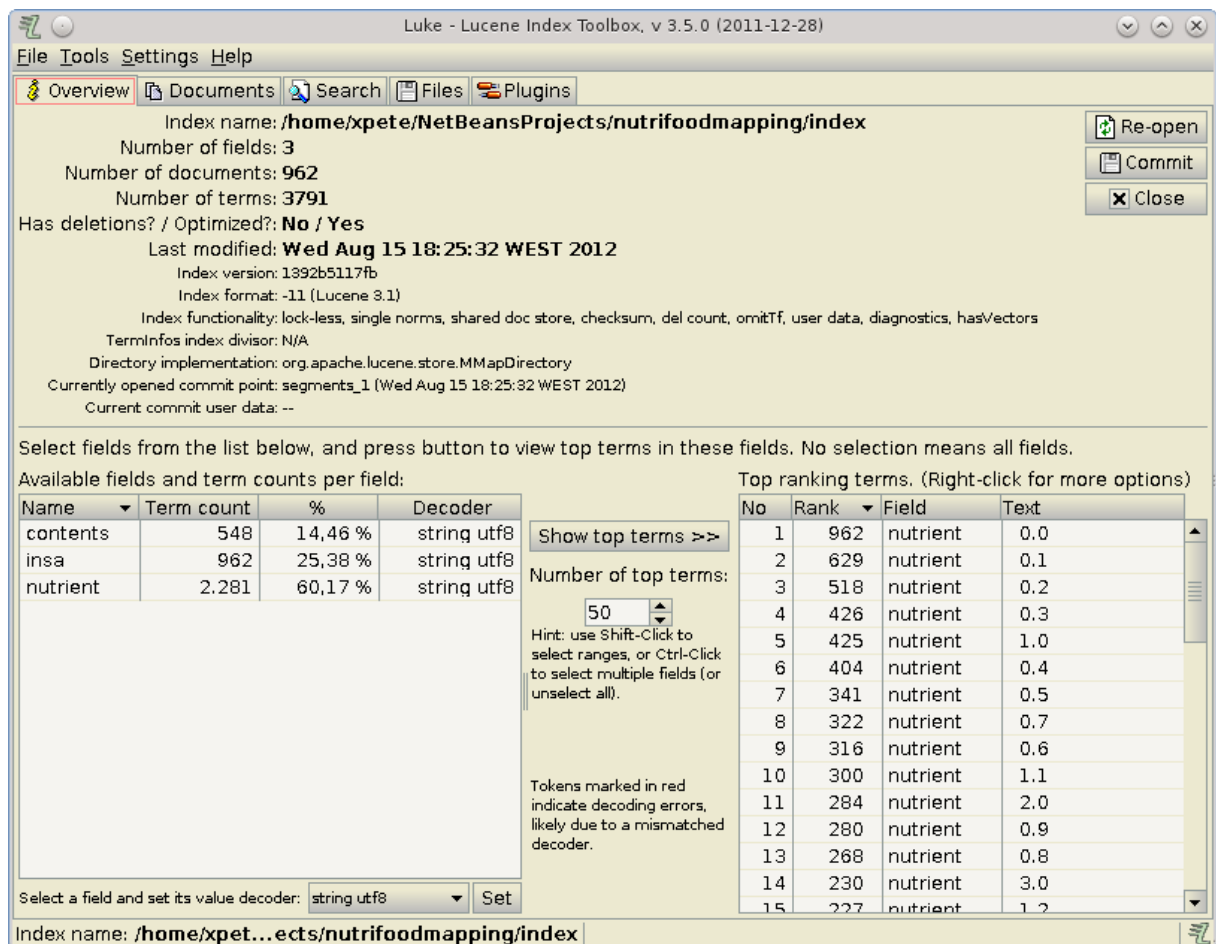 Luke - Lucene Index Toolbox, v 3.5.0 (2011-12-28)
File Tools Settings Help
Overview Documents Search Files Plugins
Index name: /home/xpete/NetBeansProjects/nutrifoodmapping/index
Re-open
Number of fields: 3
Commit
Number of documents: 962
Number of terms: 3791
Close
Has deletions? / Optimized?: No / Yes
Last modified: Wed Aug 15 18:25:32 WEST 2012
Index version: 1392b5117fb
Index format: -11 (Lucene 3.1)
Index functionality: lock-less, single norms, shared doc store, checksum, del count, omitTf, user data, diagnostics, hasVectors
TermInfos index divisor: N/A
Directory implementation: org.apache.lucene.store.MMapDirectory
Currently opened commit point: segments_1 (Wed Aug 15 18:25:32 WEST 2012)
Current commit user data: --
Select fields from the list below, and press button to view top terms in these fields. No selection means all fields.
Available fields and term counts per field:
Name Term count % Decoder
contents 548 14,46 % string utf8
insa 962 25,38 % string utf8
nutrient 2.281 60,17 % string utf8
Show top terms >>
Number of top terms:
50
Hint: use Shift-Click to
select ranges, or Ctrl-Click
to select multiple fields (or
unselect all).
Tokens marked in red
indicate decoding errors,
likely due to a mismatched
decoder.
Top ranking terms. (Right-click for more options)
No Rank Field Text
1 962 nutrient 0.0
2 629 nutrient 0.1
3 518 nutrient 0.2
4 426 nutrient 0.3
5 425 nutrient 1.0
6 404 nutrient 0.4
7 341 nutrient 0.5
8 322 nutrient 0.7
9 316 nutrient 0.6
10 300 nutrient 1.1
11 284 nutrient 2.0
12 280 nutrient 0.9
13 268 nutrient 0.8
14 230 nutrient 3.0
15 227 nutrient 1.2
Select a field and set its value decoder: string utf8 Set
Index name: /home/xpet...ects/nutrifoodmapping/index